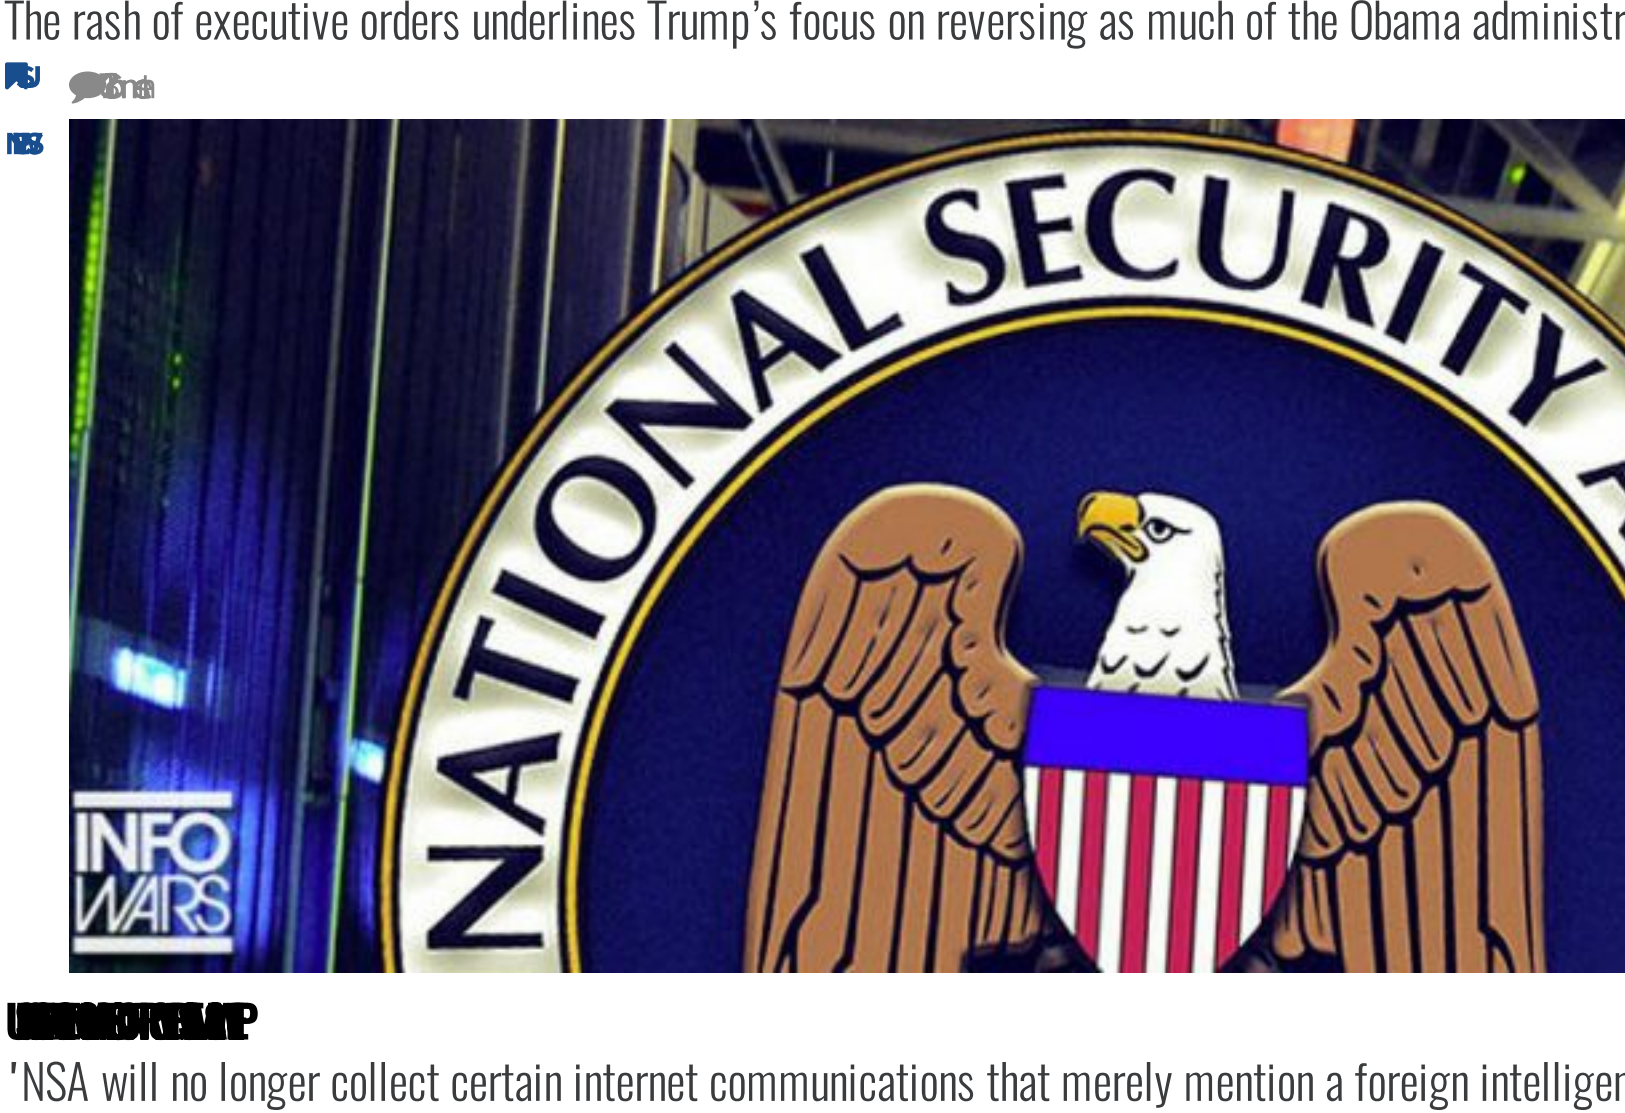 The rash of executive orders underlines Trump’s focus on reversing as much of the Obama administr
NATIONAL SECURITY A
INFO
WARS
'NSA will no longer collect certain internet communications that merely mention a foreign intelligen